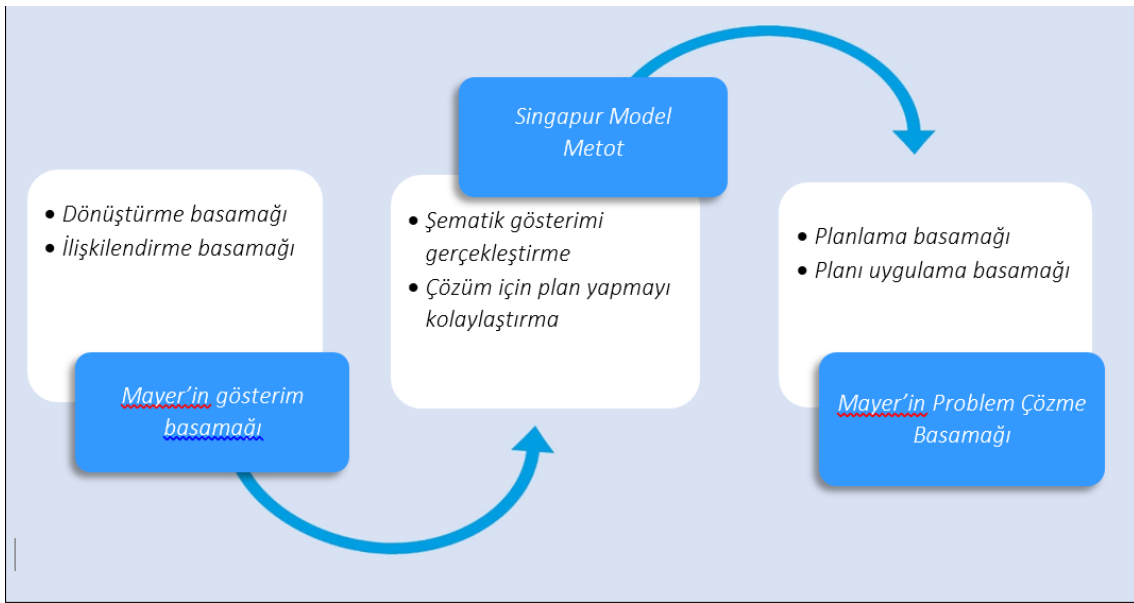 • Dönüştürme basamağı
• İlişkilendirme basamağı
Mayer’in gösterim
basamağı
Singapur Model
Metot
• Şematik gösterimi
gerçekleştirme
• Çözüm için plan yapmayı
kolaylaştırma
• Planlama basamağı
• Planı uygulama basamağı
Mayer’in Problem Çözme
Basamağı